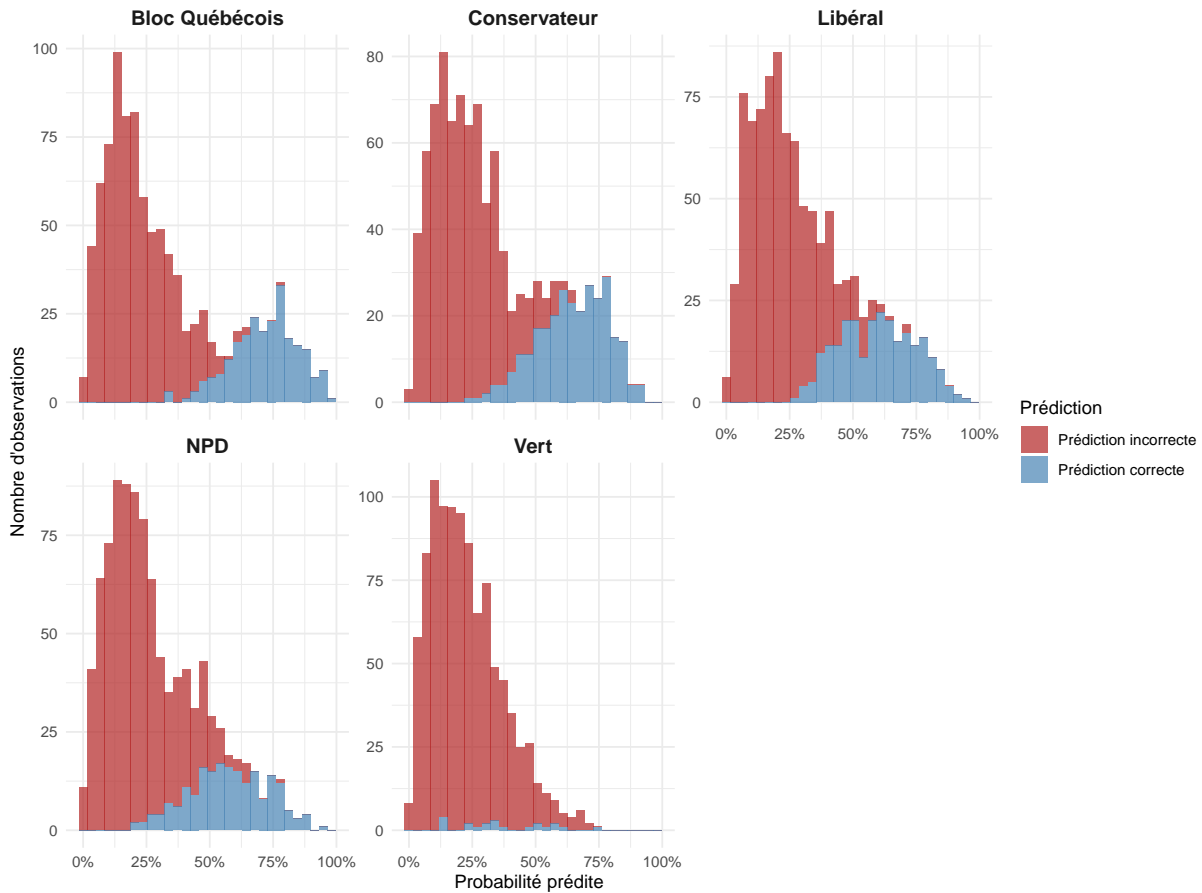 Bloc Québécois
Conservateur
Libéral
100
75
50
25
0
80
60
40
20
0
75
50
25
0
0% 25% 50% 75% 100%
Nombre d'observations
Prédiction
Prédiction incorrecte
Prédiction correcte
NPD
Vert
75
50
25
0
100
75
50
25
0
0% 25% 50% 75% 100%
0% 25% 50% 75% 100%
Probabilité prédite